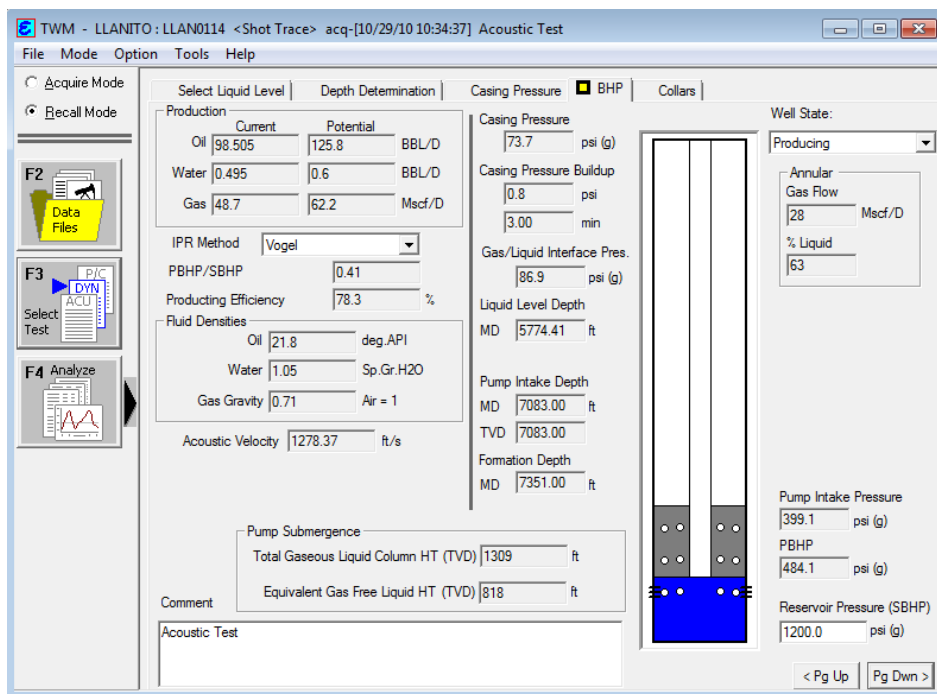 TWM - LLANITO : LLAN0114 <Shot Trace> acq-[10/29/10 10:34:37] Acoustic Test
File Mode Option Tools Help
Acquire Mode
Recall Mode
F2
Data
Files
F3
P/C
DYN
ACU
Select
Test
F4 Analyze
Select Liquid Level
Depth Determination
Casing Pressure
BHP
Collars
Production
Current Potential
Oil 98.505 125.8 BBL/D
Water 0.495 0.6 BBL/D
Gas 48.7 62.2 Mscf/D
IPR Method Vogel
PBHP/SBHP 0.41
Producting Efficiency 78.3 %
Fluid Densities
Oil 21.8 deg.API
Water 1.05 Sp.Gr.H2O
Gas Gravity 0.71 Air = 1
Acoustic Velocity 1278.37 ft/s
Casing Pressure
73.7 psi (g)
Casing Pressure Buildup
0.8 psi
3.00 min
Gas/Liquid Interface Pres.
86.9 psi (g)
Liquid Level Depth
MD 5774.41 ft
Pump Intake Depth
MD 7083.00 ft
TVD 7083.00
Formation Depth
MD 7351.00 ft
Pump Submergence
Total Gaseous Liquid Column HT (TVD) 1309 ft
Equivalent Gas Free Liquid HT (TVD) 818 ft
Comment
Acoustic Test
Well State:
Producing
Annular
Gas Flow
28 Mscf/D
% Liquid
63
Pump Intake Pressure
399.1 psi (g)
PBHP
484.1 psi (g)
Reservoir Pressure (SBHP)
1200.0 psi (g)
< Pg Up
Pg Dwn >